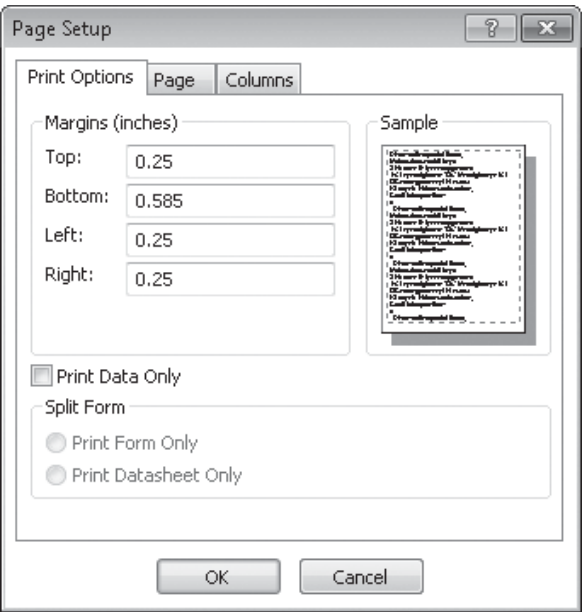 Page Setup
Print Options Page Columns
Margins (inches)
Top: 0.25
Bottom: 0.585
Left: 0.25
Right: 0.25
Sample
Print Data Only
Split Form
Print Form Only
Print Datasheet Only
OK Cancel